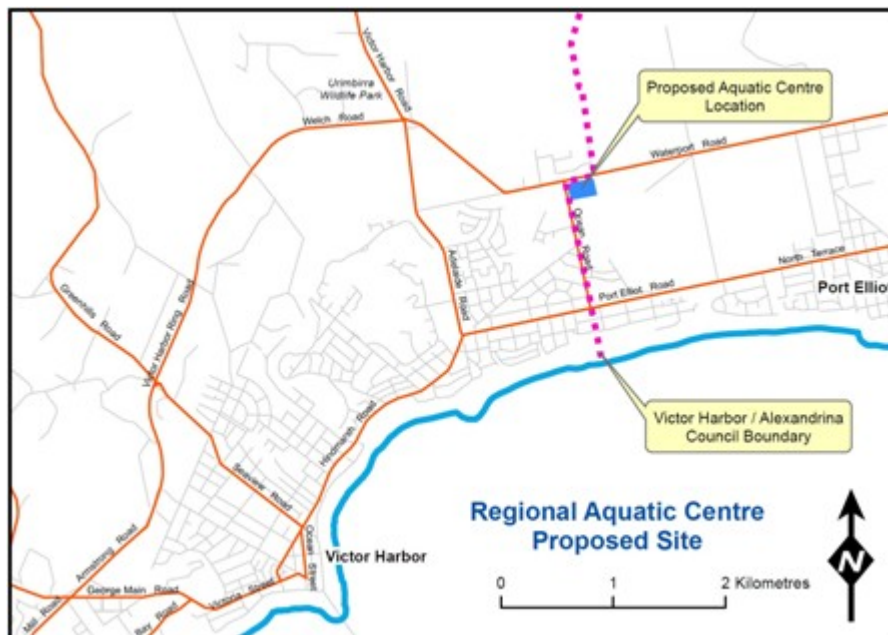 Victor Harbor Road
Urimbirra
Wildlife Park
Welch Road
Proposed Aquatic Centre
Location
Waterport Road
Ocean Road
Adelaide Road
North Terrace
Port Elliot Road
Port Elliot
Greenhills Road
Victor Harbor Ring Road
Hindmarsh Road
Victor Harbor / Alexandrina
Council Boundary
Seaview Road
Regional Aquatic Centre
Proposed Site
Armstrong Road
Ocean Street
Victor Harbor
George Main Road
Victoria Street
Mill Road
Bay Road
0 1 2 Kilometres
N